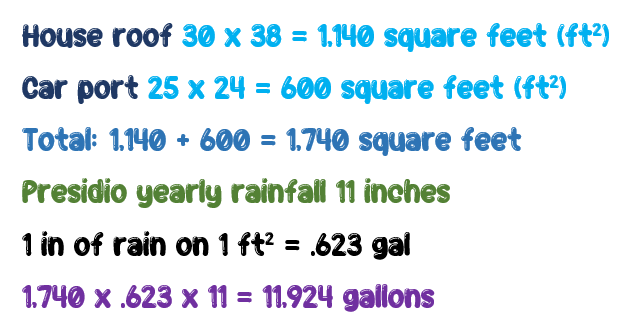 House roof 30 x 38 = 1.140 square feet (ft²)
Car port 25 x 24 = 600 square feet (ft²)
Total: 1.140 + 600 = 1.740 square feet
Presidio yearly rainfall 11 inches
1 in of rain on 1 ft² = .623 gal
1.740 x .623 x 11 = 11.924 gallons